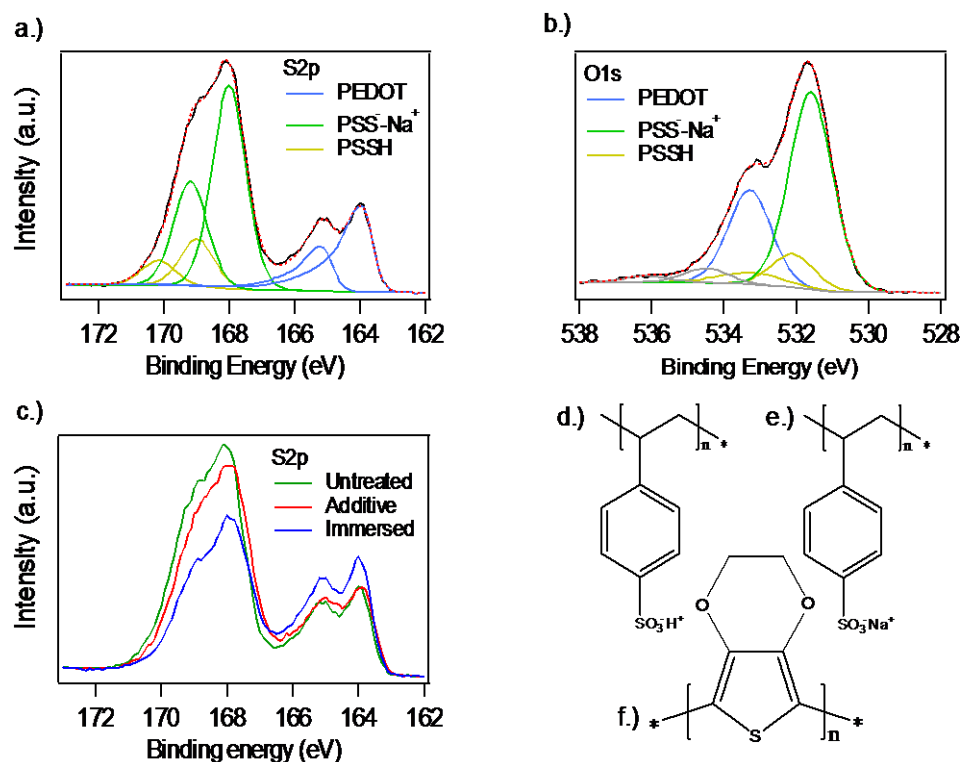 a.)
S2p
PEDOT
PSS⁻-Na⁺
PSSH
Intensity (a.u.)
172 170 168 166 164 162
Binding Energy (eV)
b.)
O1s
PEDOT
PSS⁻-Na⁺
PSSH
538 536 534 532 530 528
Binding Energy (eV)
c.)
S2p
Untreated
Additive
Immersed
Intensity (a.u.)
172 170 168 166 164 162
Binding energy (eV)
d.)
n *
*
SO₃⁻H⁺
e.)
n *
*
SO₃⁻Na⁺
f.)
O O
* S n *